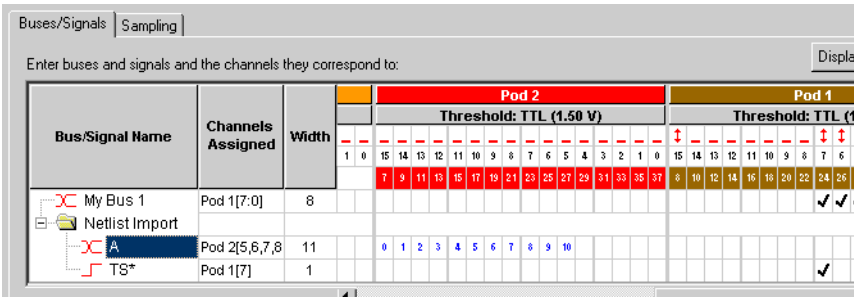 Buses/Signals Sampling
Enter buses and signals and the channels they correspond to:
Displa
Pod 2 Pod 1
Threshold: TTL (1.50 V) Threshold: TTL (1
Bus/Signal Name Channels Assigned Width
1 0 15 14 13 12 11 10 9 8 7 6 5 4 3 2 1 0 15 14 13 12 11 10 9 8 7 6
7 9 11 13 15 17 19 21 23 25 27 29 31 33 35 37 8 10 12 14 16 18 20 22 24 26
My Bus 1 Pod 1[7:0] 8
Netlist Import
A Pod 2[5,6,7,8 11 0 1 2 3 4 5 6 7 8 9 10
TS* Pod 1[7] 1